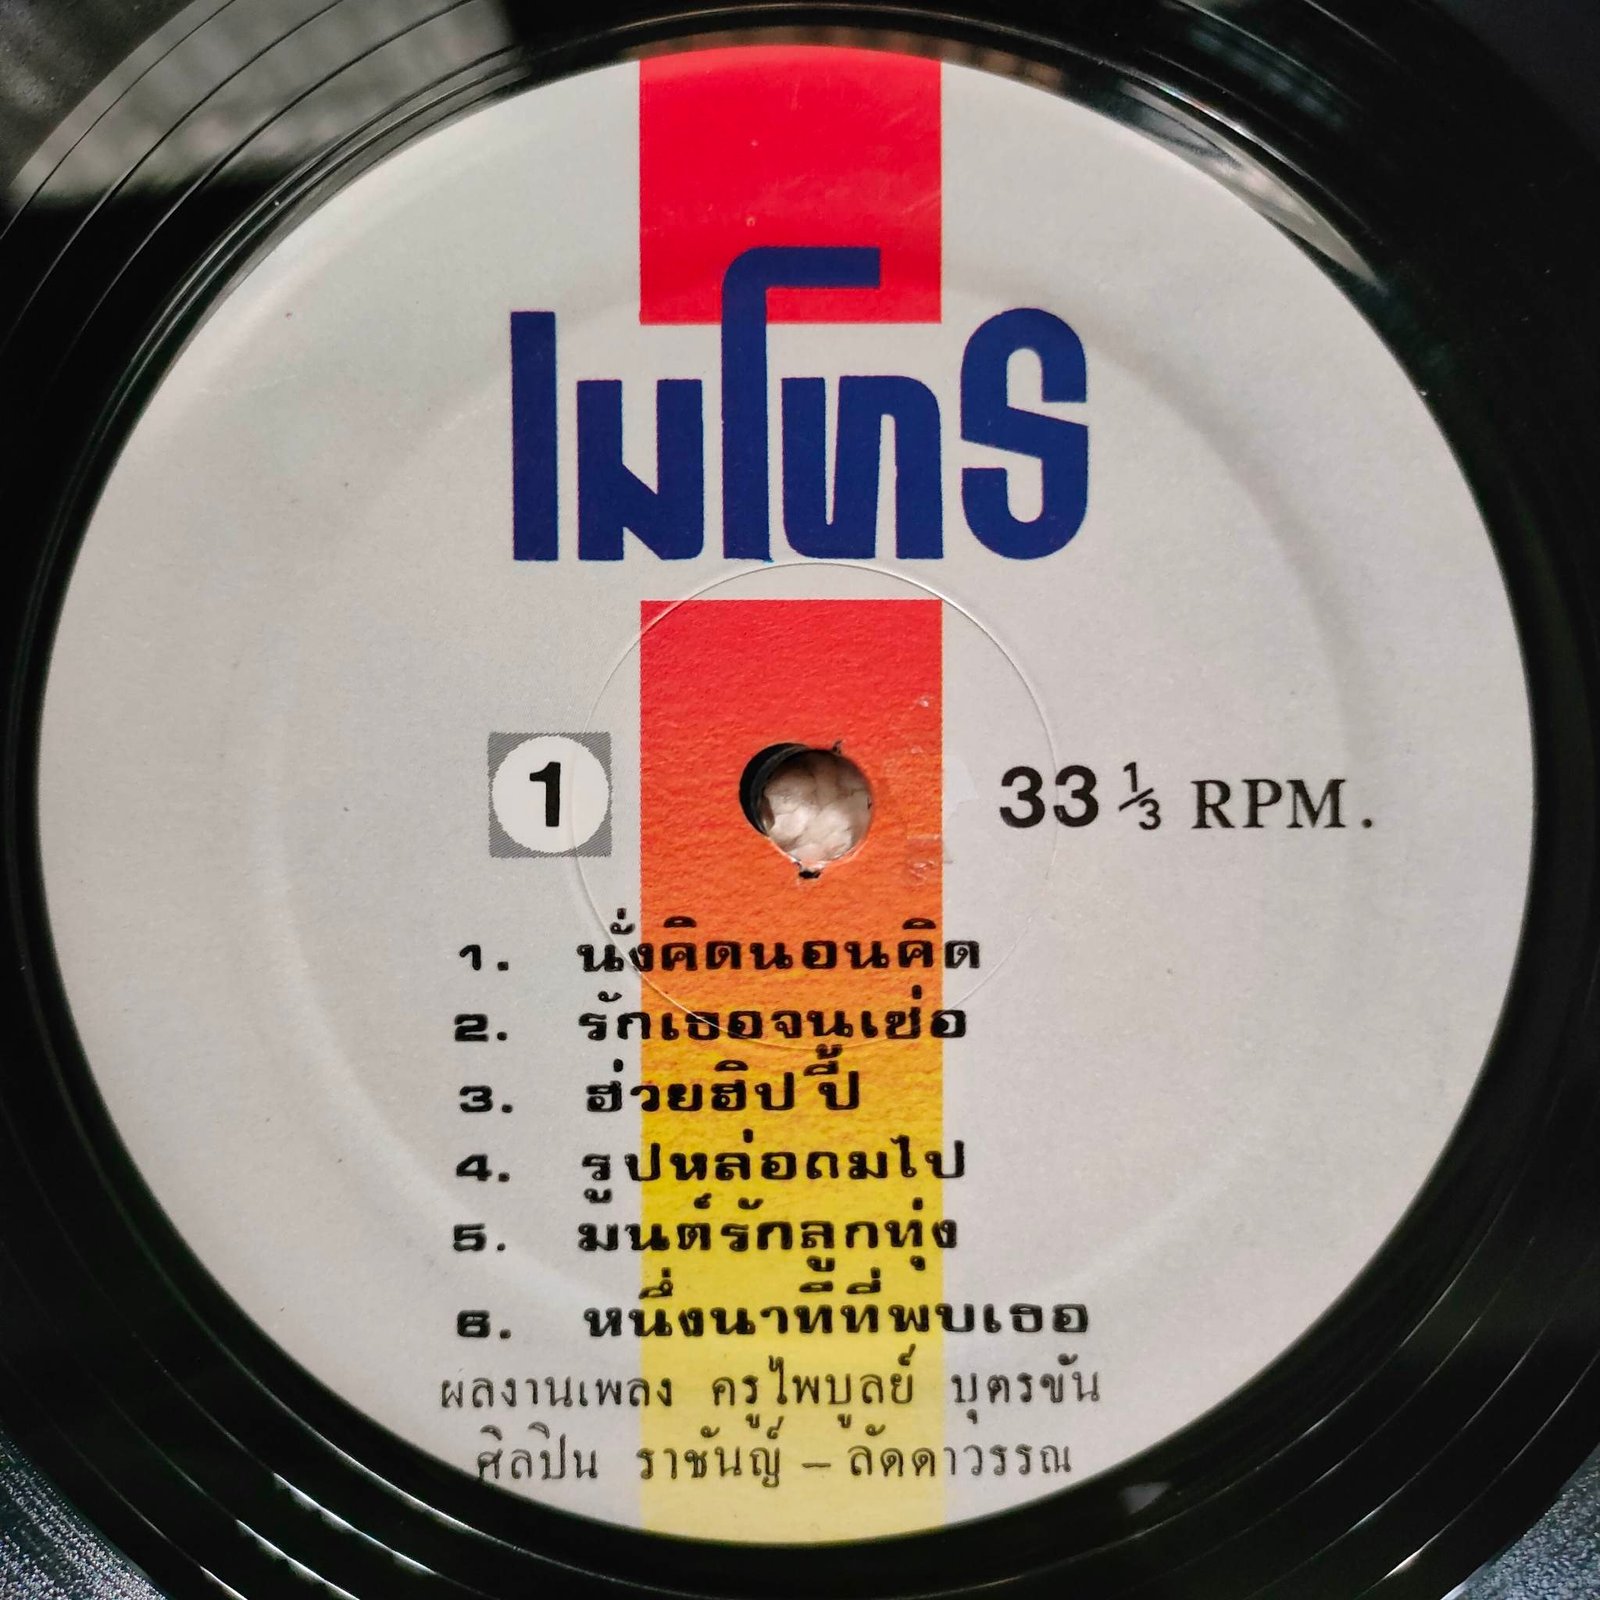 เมโทร
1
33 1/3 RPM.
1. นั่งคิดนอนคิด
2. รักเธอจนเซ่อ
3. ฮ่วยฮิปปี้
4. รูปหล่อถมไป
5. มนต์รักลูกทุ่ง
6. หนึ่งนาทีที่พบเธอ
ผลงานเพลง ครูไพบูลย์ บุตรขัน
ศิลปิน ราชันญ์ – ลัดดาวรรณ